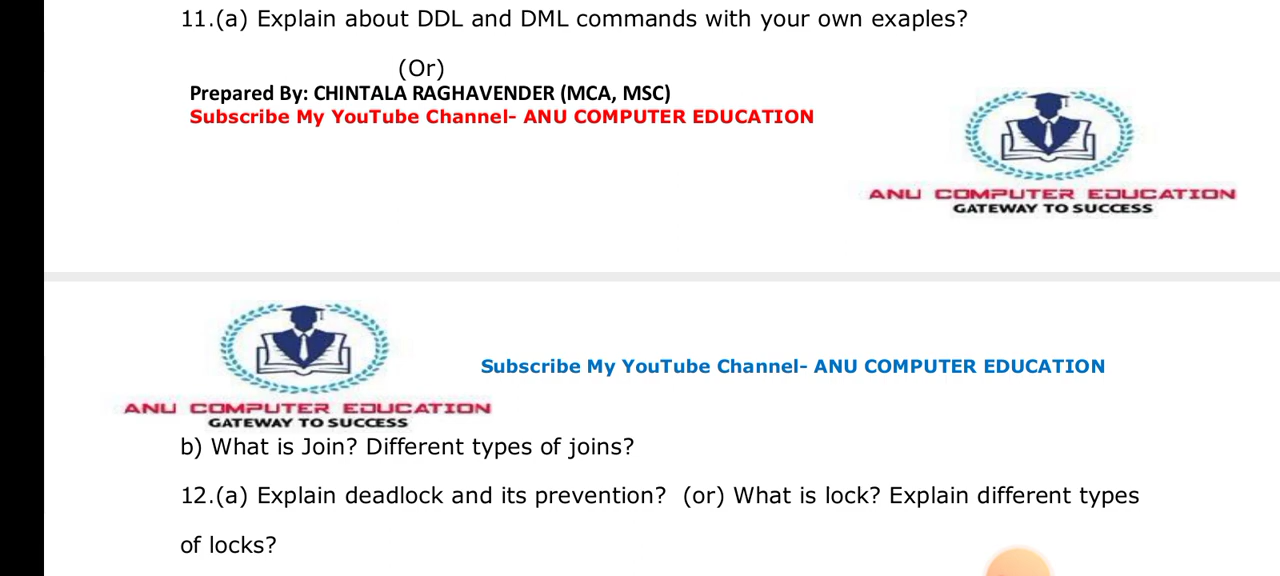 11.(a) Explain about DDL and DML commands with your own exaples?
(Or)
Prepared By: CHINTALA RAGHAVENDER (MCA, MSC)
Subscribe My YouTube Channel- ANU COMPUTER EDUCATION
ANU COMPUTER EDUCATION
GATEWAY TO SUCCESS
Subscribe My YouTube Channel- ANU COMPUTER EDUCATION
ANU COMPUTER EDUCATION
GATEWAY TO SUCCESS
b) What is Join? Different types of joins?
12.(a) Explain deadlock and its prevention? (or) What is lock? Explain different types
of locks?